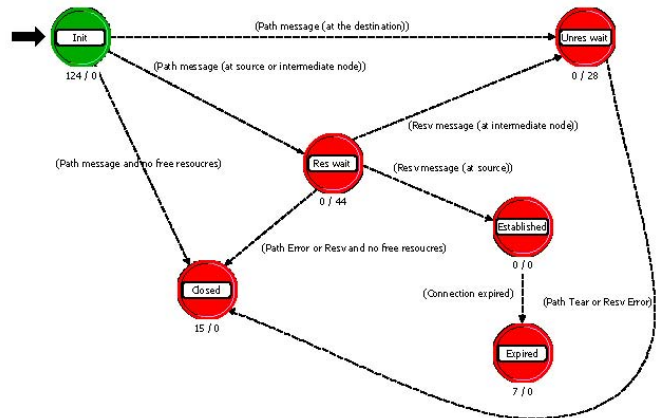 (Path message (at the destination))
Init
Unres wait
124 / 0
0 / 28
(Path message (at source or intermediate node))
(Resv message (at intermediate node))
(Path message and no free resoucres)
Res wait
(Resv message (at source))
0 / 44
Established
(Path Error or Resv and no free resoucres)
0 / 0
Closed
(Connection expired)
(Path Tear or Resv Error)
15 / 0
Expired
7 / 0